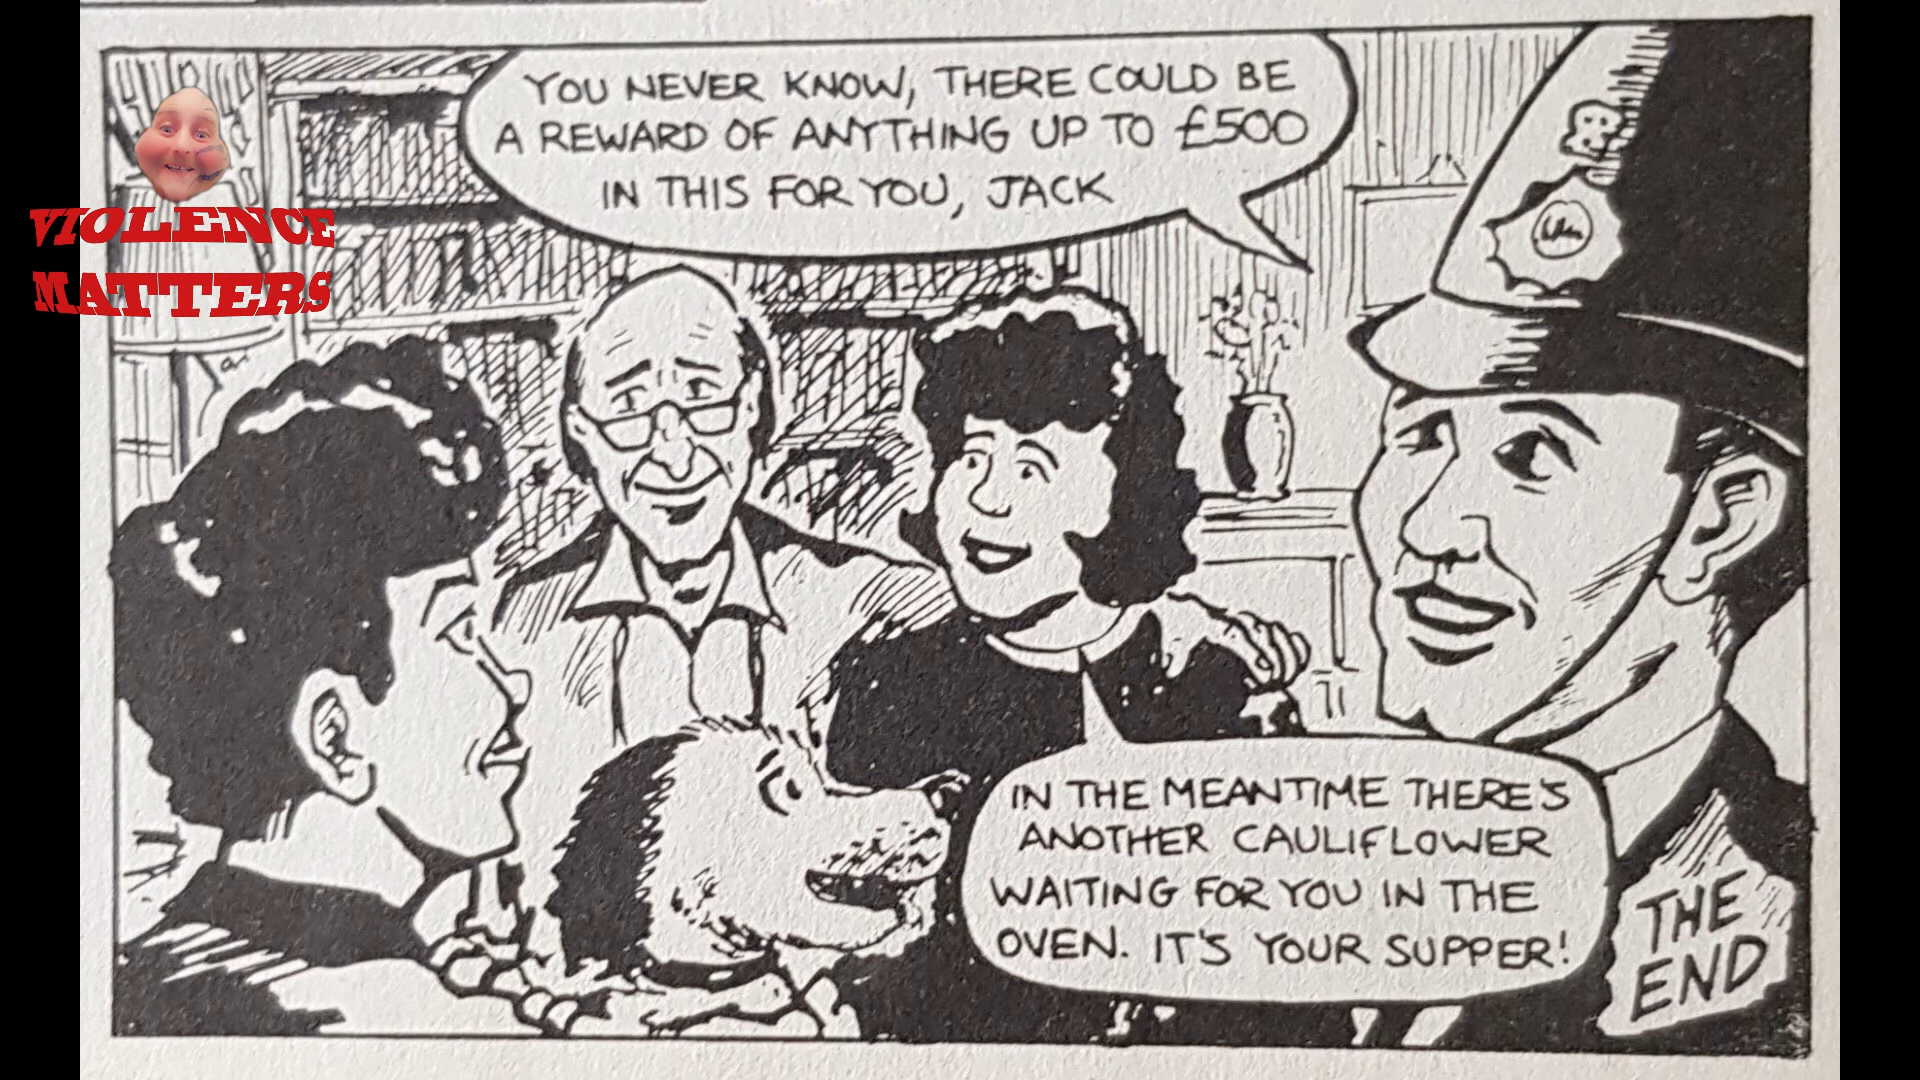 YOU NEVER KNOW, THERE COULD BE
A REWARD OF ANYTHING UP TO £500
IN THIS FOR YOU, JACK
VIOLENCE
MATTERS
IN THE MEANTIME THERE'S
ANOTHER CAULIFLOWER
WAITING FOR YOU IN THE
OVEN. IT'S YOUR SUPPER!
THE
END